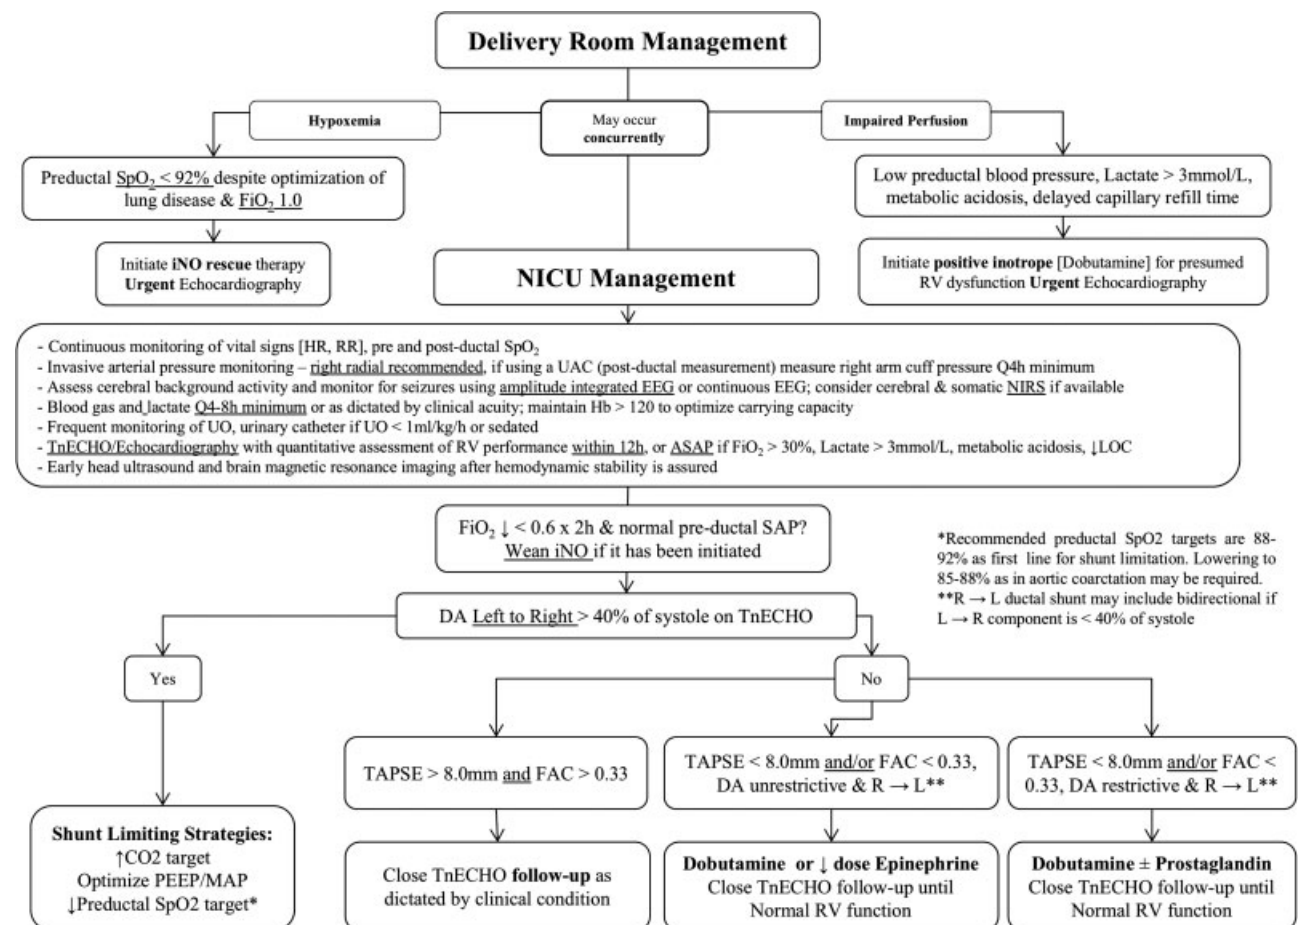 Delivery Room Management
Hypoxemia
May occur
concurrently
Impaired Perfusion
Preductal SpO₂ < 92% despite optimization of
lung disease & FiO₂ 1.0
Low preductal blood pressure, Lactate > 3mmol/L,
metabolic acidosis, delayed capillary refill time
Initiate iNO rescue therapy
Urgent Echocardiography
NICU Management
Initiate positive inotrope [Dobutamine] for presumed
RV dysfunction Urgent Echocardiography
- Continuous monitoring of vital signs [HR, RR], pre and post-ductal SpO₂
- Invasive arterial pressure monitoring – right radial recommended, if using a UAC (post-ductal measurement) measure right arm cuff pressure Q4h minimum
- Assess cerebral background activity and monitor for seizures using amplitude integrated EEG or continuous EEG; consider cerebral & somatic NIRS if available
- Blood gas and lactate Q4-8h minimum or as dictated by clinical acuity; maintain Hb > 120 to optimize carrying capacity
- Frequent monitoring of UO, urinary catheter if UO < 1ml/kg/h or sedated
- TnECHO/Echocardiography with quantitative assessment of RV performance within 12h, or ASAP if FiO₂ > 30%, Lactate > 3mmol/L, metabolic acidosis, ↓LOC
- Early head ultrasound and brain magnetic resonance imaging after hemodynamic stability is assured
FiO₂ ↓ < 0.6 x 2h & normal pre-ductal SAP?
Wean iNO if it has been initiated
*Recommended preductal SpO2 targets are 88-
92% as first line for shunt limitation. Lowering to
85-88% as in aortic coarctation may be required.
**R → L ductal shunt may include bidirectional if
L → R component is < 40% of systole
DA Left to Right > 40% of systole on TnECHO
Yes
No
TAPSE > 8.0mm and FAC > 0.33
TAPSE < 8.0mm and/or FAC < 0.33,
DA unrestrictive & R → L**
TAPSE < 8.0mm and/or FAC <
0.33, DA restrictive & R → L**
Shunt Limiting Strategies:
↑CO2 target
Optimize PEEP/MAP
↓Preductal SpO2 target*
Close TnECHO follow-up as
dictated by clinical condition
Dobutamine or ↓ dose Epinephrine
Close TnECHO follow-up until
Normal RV function
Dobutamine ± Prostaglandin
Close TnECHO follow-up until
Normal RV function